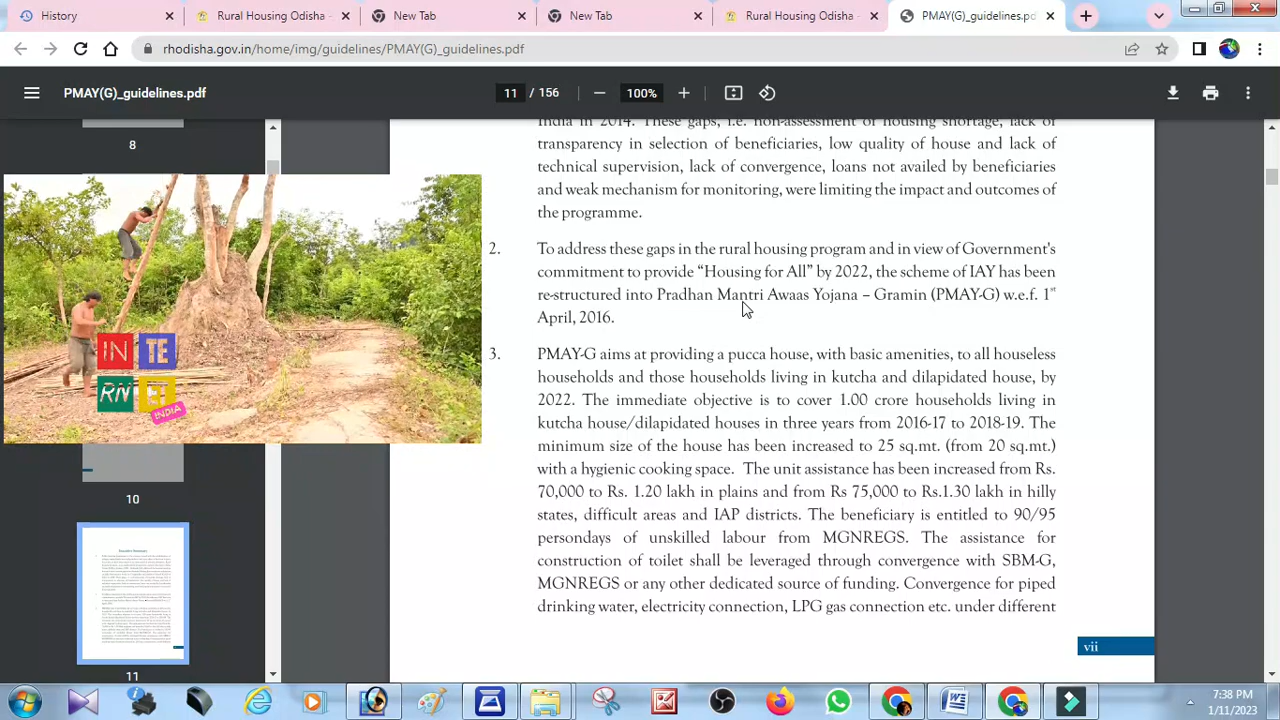 History
Rural Housing Odisha -
New Tab
New Tab
Rural Housing Odisha -
PMAY(G)_guidelines.pdf
rhodisha.gov.in/home/img/guidelines/PMAY(G)_guidelines.pdf
PMAY(G)_guidelines.pdf
11 / 156
100%
8
India in 2014. These gaps, i.e. non-assessment of housing shortage, lack of
transparency in selection of beneficiaries, low quality of house and lack of
technical supervision, lack of convergence, loans not availed by beneficiaries
and weak mechanism for monitoring, were limiting the impact and outcomes of
the programme.
2. To address these gaps in the rural housing program and in view of Government's
commitment to provide “Housing for All” by 2022, the scheme of IAY has been
re-structured into Pradhan Mantri Awaas Yojana – Gramin (PMAY-G) w.e.f. 1st
April, 2016.
3. PMAY-G aims at providing a pucca house, with basic amenities, to all houseless
households and those households living in kutcha and dilapidated house, by
2022. The immediate objective is to cover 1.00 crore households living in
kutcha house/dilapidated houses in three years from 2016-17 to 2018-19. The
minimum size of the house has been increased to 25 sq.mt. (from 20 sq.mt.)
with a hygienic cooking space. The unit assistance has been increased from Rs.
70,000 to Rs. 1.20 lakh in plains and from Rs 75,000 to Rs.1.30 lakh in hilly
states, difficult areas and IAP districts. The beneficiary is entitled to 90/95
persondays of unskilled labour from MGNREGS. The assistance for
construction of toilet shall be leveraged through convergence with SBM-G,
MGNREGS or any other dedicated source of funding. Convergence for piped
drinking water, electricity connection, LPG gas connection etc. under different
vii
IN TE
RN ET
INDIA
10
11
7:38 PM
1/11/2023